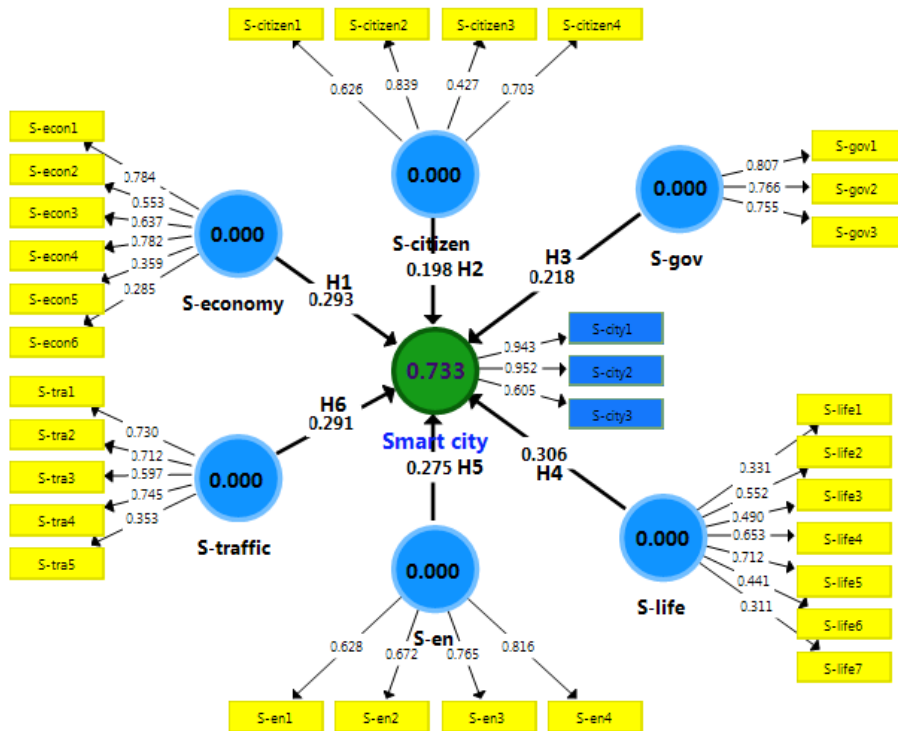 S-citizen1
S-citizen2
S-citizen3
S-citizen4
0.626
0.839
0.427
0.703
S-econ1
S-econ2
S-econ3
S-econ4
S-econ5
S-econ6
0.784
0.553
0.637
0.782
0.359
0.285
0.000
S-economy
0.000
S-citizen
0.000
S-gov
0.807
0.766
0.755
S-gov1
S-gov2
S-gov3
H1
0.293
0.198 H2
H3
0.218
0.733
Smart city
0.943
0.952
0.605
S-city1
S-city2
S-city3
S-tra1
S-tra2
S-tra3
S-tra4
S-tra5
0.730
0.712
0.597
0.745
0.353
0.000
S-traffic
H6
0.291
0.275 H5
0.306
H4
0.000
S-en
0.000
S-life
0.331
0.552
0.490
0.653
0.712
0.441
0.311
S-life1
S-life2
S-life3
S-life4
S-life5
S-life6
S-life7
0.628
0.672
0.765
0.816
S-en1
S-en2
S-en3
S-en4